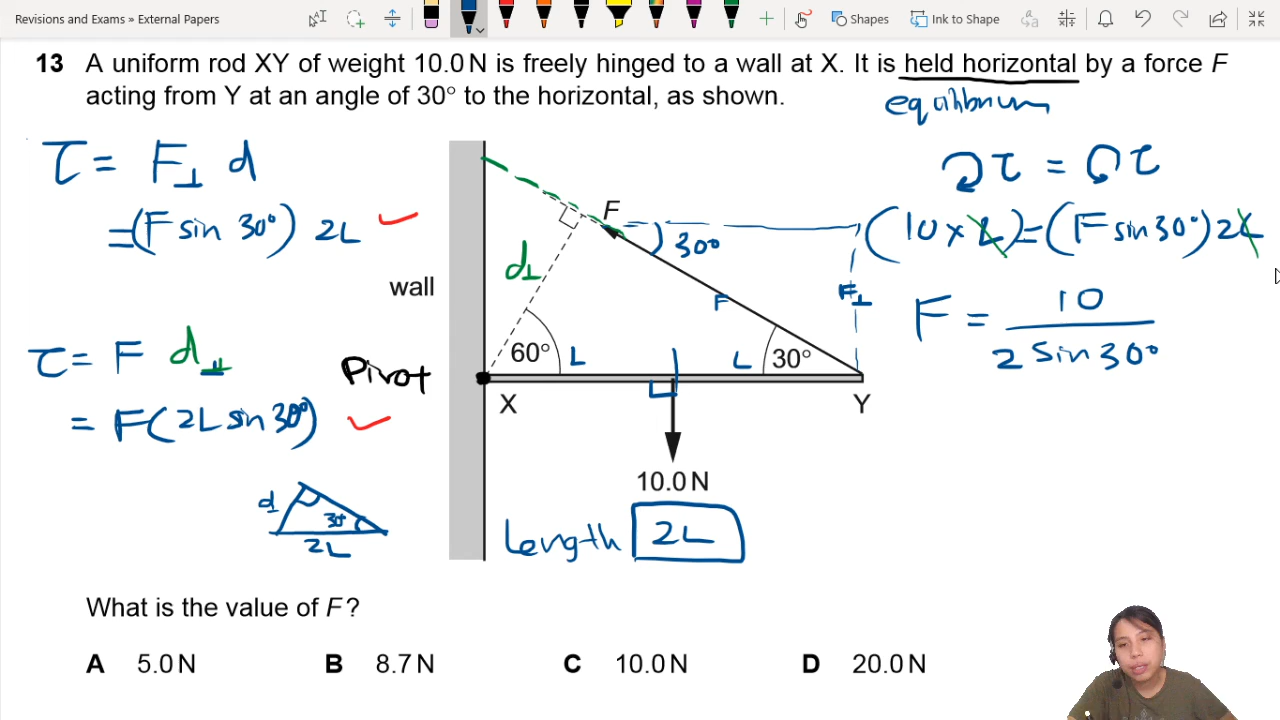 Revisions and Exams » External Papers
Shapes
Ink to Shape
13 A uniform rod XY of weight 10.0 N is freely hinged to a wall at X. It is held horizontal by a force F
acting from Y at an angle of 30° to the horizontal, as shown.
equilibrium
τ = F⊥ d
= (F sin 30°) 2L
τ = F d⊥
= F(2L sin 30°)
d
30°
2L
wall
Pivot
F
30°
d⊥
F
F⊥
60°
L
L
30°
X
Y
10.0 N
Length 2L
↻τ = ↺τ
(10 × L) = (F sin 30°) 2L
F = 10 / 2 sin 30°
What is the value of F?
A 5.0 N B 8.7 N C 10.0 N D 20.0 N